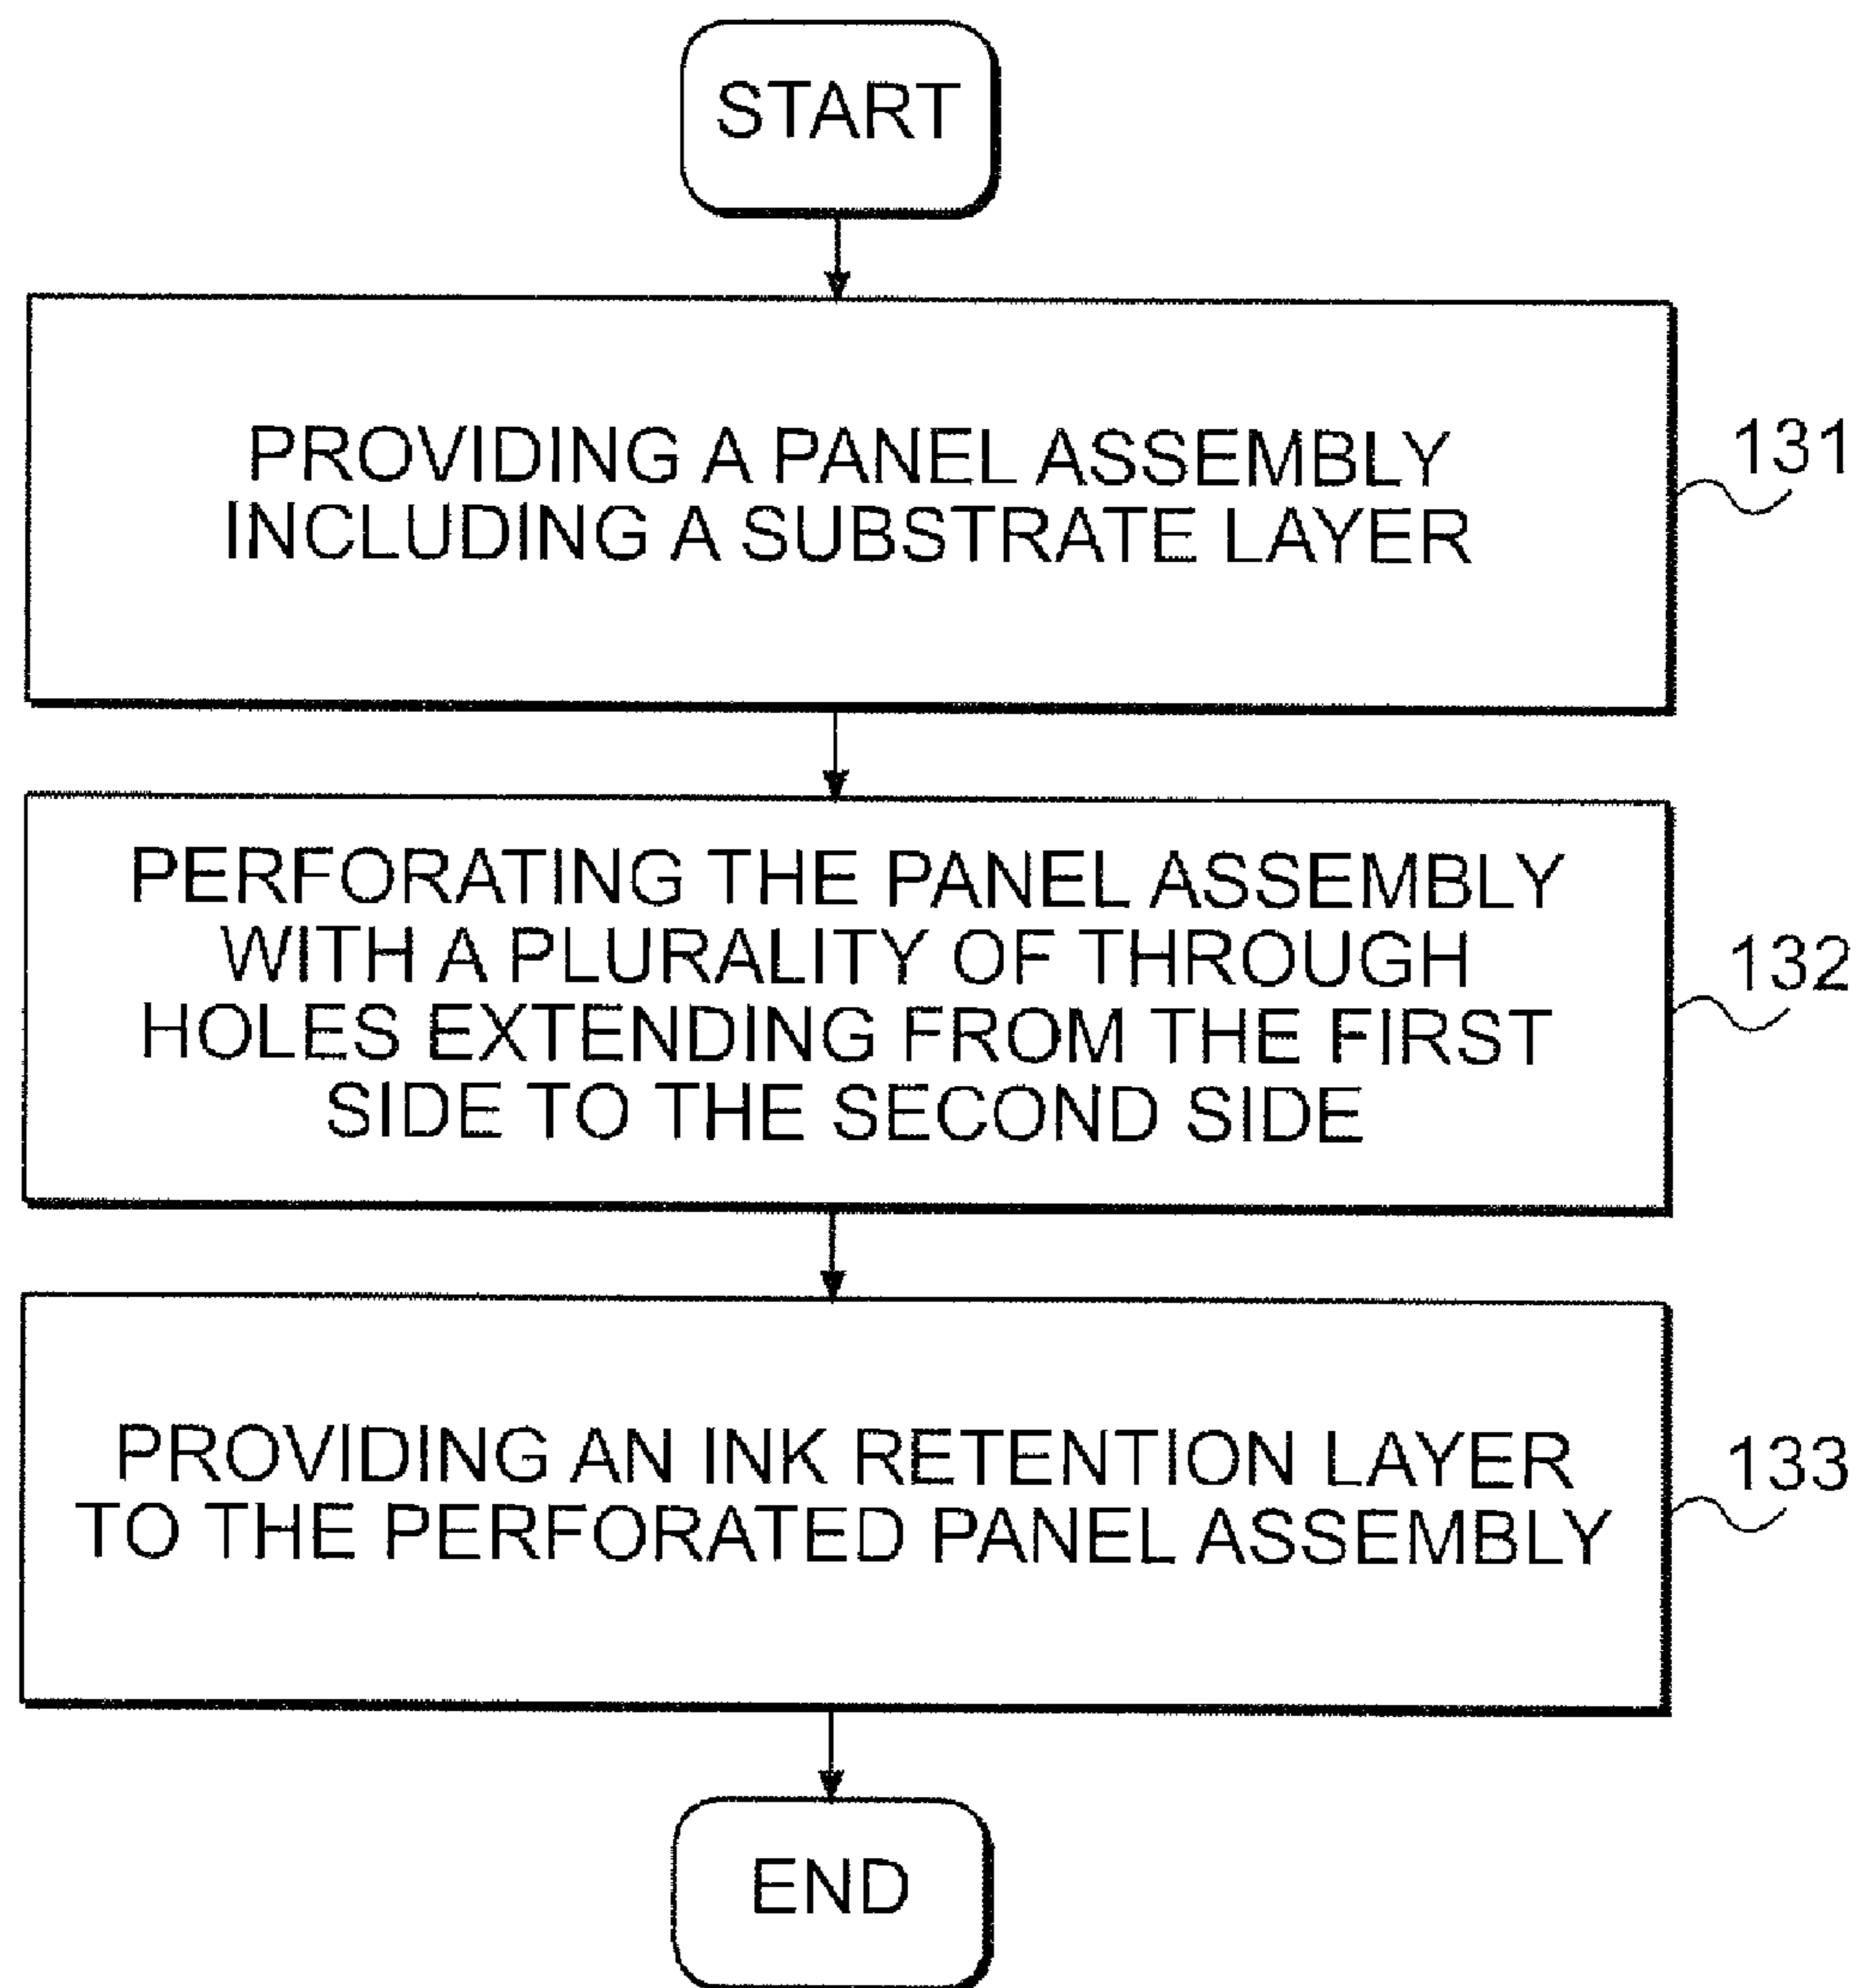 START
PROVIDING A PANEL ASSEMBLY
INCLUDING A SUBSTRATE LAYER
131
PERFORATING THE PANEL ASSEMBLY
WITH A PLURALITY OF THROUGH
HOLES EXTENDING FROM THE FIRST
SIDE TO THE SECOND SIDE
132
PROVIDING AN INK RETENTION LAYER
TO THE PERFORATED PANEL ASSEMBLY
133
END